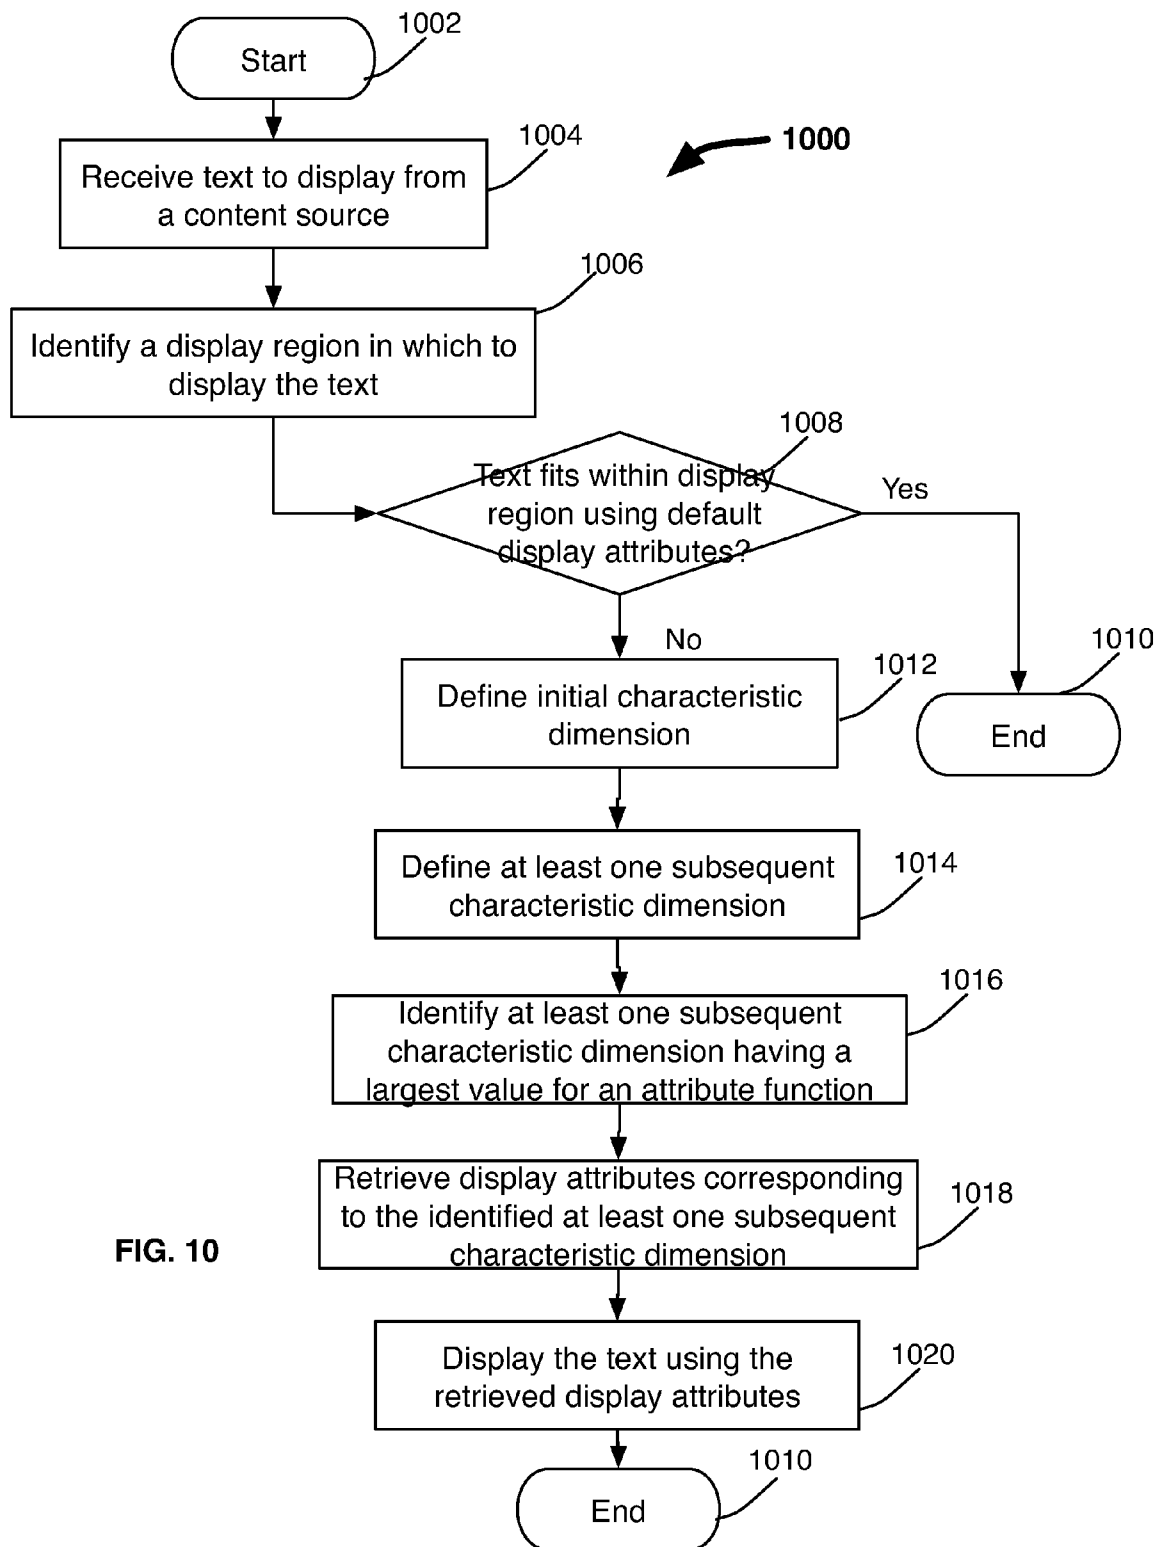 1002
Start
1004
1000
Receive text to display from
a content source
1006
Identify a display region in which to
display the text
1008
Text fits within display
region using default
display attributes?
Yes
No
1010
End
1012
Define initial characteristic
dimension
1014
Define at least one subsequent
characteristic dimension
1016
Identify at least one subsequent
characteristic dimension having a
largest value for an attribute function
1018
Retrieve display attributes corresponding
to the identified at least one subsequent
characteristic dimension
FIG. 10
1020
Display the text using the
retrieved display attributes
1010
End